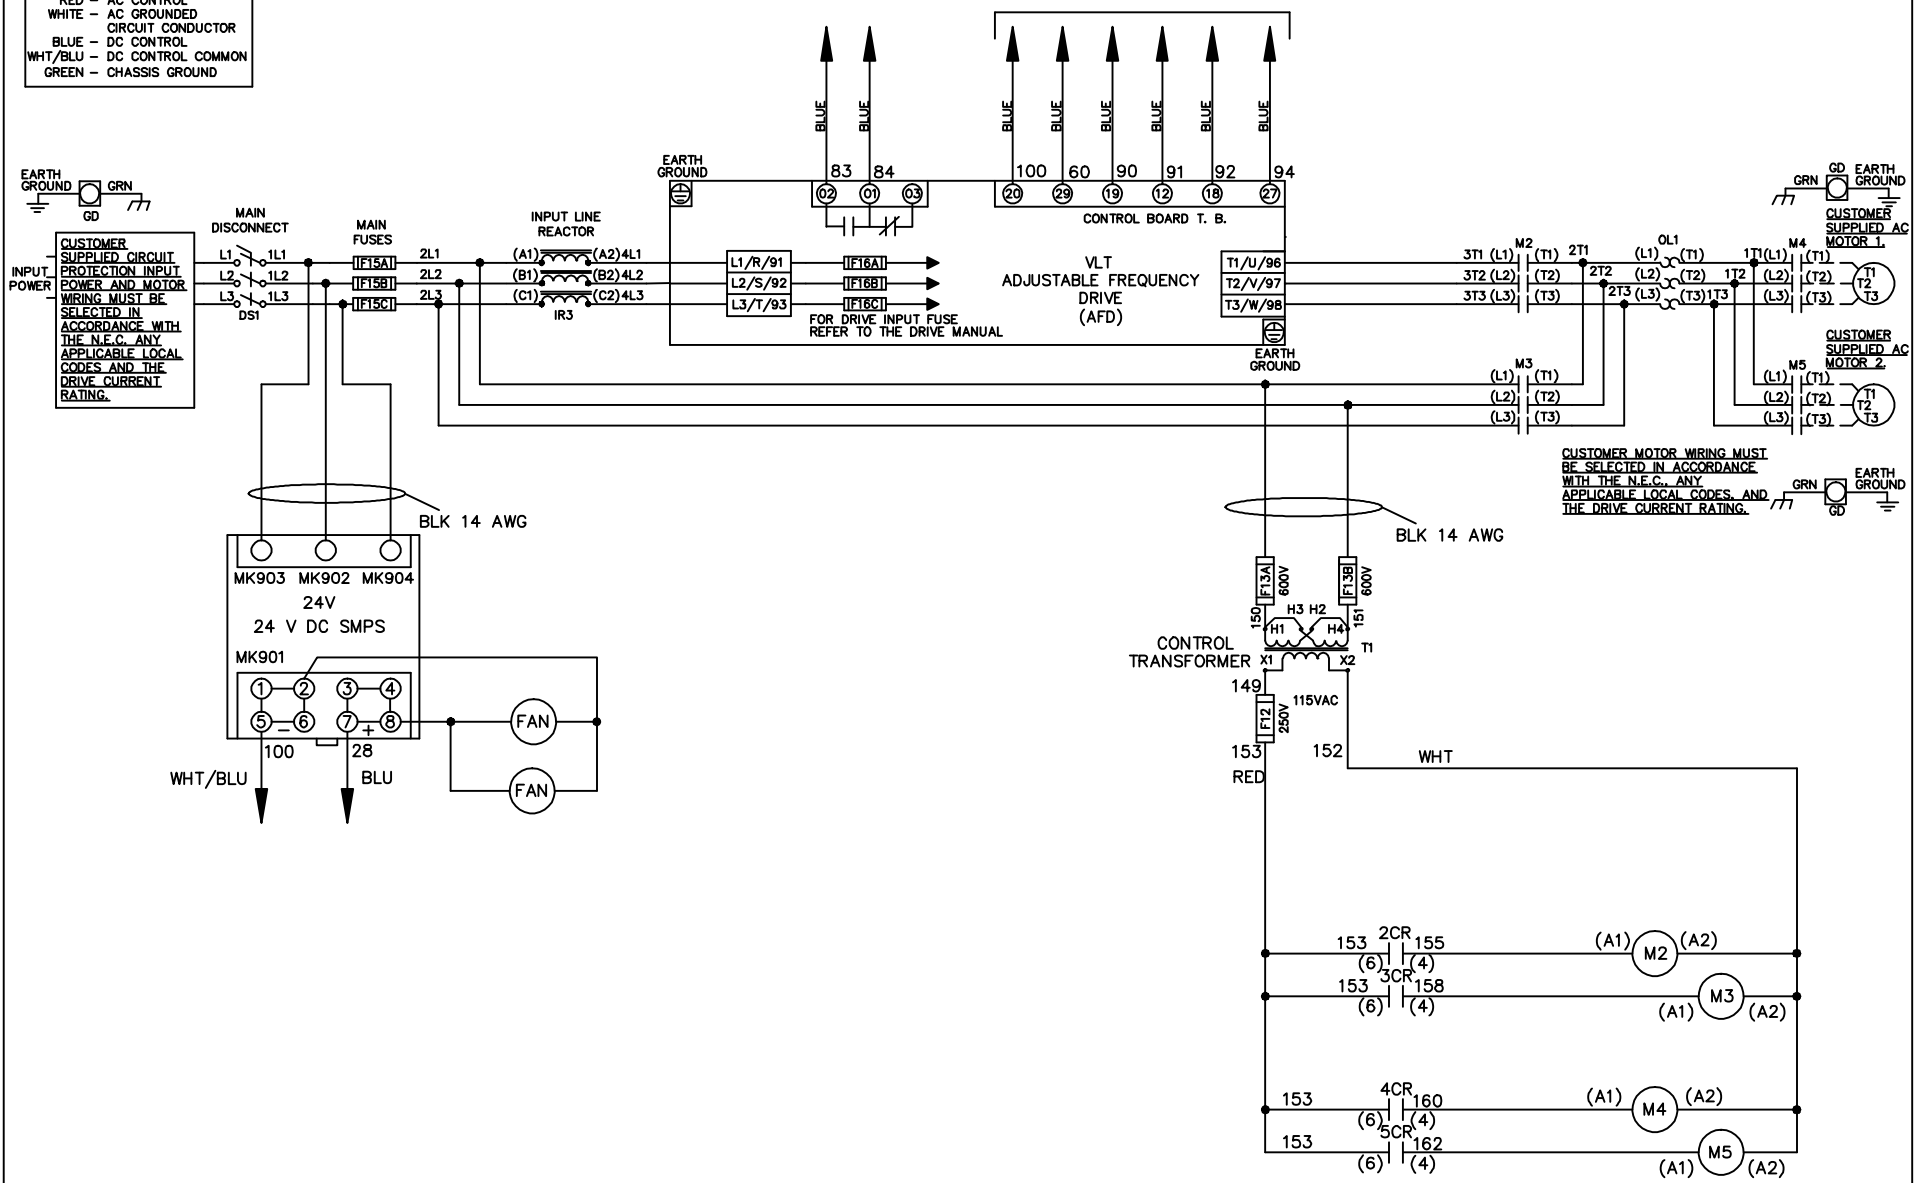 RED – AC CONTROL
WHITE – AC GROUNDED
CIRCUIT CONDUCTOR
BLUE – DC CONTROL
WHT/BLU – DC CONTROL COMMON
GREEN – CHASSIS GROUND
BLUE
BLUE
BLUE
BLUE
BLUE
BLUE
BLUE
BLUE
83 84
100 60 90 91 92 94
02 01 03
20 29 19 12 18 27
CONTROL BOARD T. B.
EARTH
GROUND
GRN
GD
EARTH
GROUND
GRN
GD
EARTH
GROUND
CUSTOMER
SUPPLIED CIRCUIT
PROTECTION INPUT
POWER AND MOTOR
WIRING MUST BE
SELECTED IN
ACCORDANCE WITH
THE N.E.C. ANY
APPLICABLE LOCAL
CODES AND THE
DRIVE CURRENT
RATING.
INPUT
POWER
MAIN
DISCONNECT
L1 1L1
L2 1L2
L3 1L3
DS1
MAIN
FUSES
F15A
F15B
F15C
2L1
2L2
2L3
INPUT LINE
REACTOR
(A1) (A2) 4L1
(B1) (B2) 4L2
(C1) (C2) 4L3
IR3
L1/R/91
L2/S/92
L3/T/93
F16A
F16B
F16C
FOR DRIVE INPUT FUSE
REFER TO THE DRIVE MANUAL
VLT
ADJUSTABLE FREQUENCY
DRIVE
(AFD)
T1/U/96
T2/V/97
T3/W/98
EARTH
GROUND
M2
3T1 (L1) (T1) 2T1
3T2 (L2) (T2) 2T2
3T3 (L3) (T3) 2T3
OL1
(L1) (T1) 1T1
(L2) (T2) 1T2
(L3) (T3) 1T3
M4
(L1) (T1)
(L2) (T2)
(L3) (T3)
T1
T2
T3
CUSTOMER
SUPPLIED AC
MOTOR 1.
M3
(L1) (T1)
(L2) (T2)
(L3) (T3)
M5
(L1) (T1)
(L2) (T2)
(L3) (T3)
T1
T2
T3
CUSTOMER
SUPPLIED AC
MOTOR 2.
CUSTOMER MOTOR WIRING MUST
BE SELECTED IN ACCORDANCE
WITH THE N.E.C., ANY
APPLICABLE LOCAL CODES, AND
THE DRIVE CURRENT RATING.
GRN
GD
EARTH
GROUND
BLK 14 AWG
BLK 14 AWG
MK903 MK902 MK904
24V
24 V DC SMPS
MK901
1 2 3 4
5 6 7 8
– +
100
28
WHT/BLU
BLU
FAN
FAN
F13A
600V
F13B
600V
150
151
H3 H2
H1 H4
T1
CONTROL
TRANSFORMER
X1 X2
149
115VAC
F12
250V
153
152
RED
WHT
2CR
153 155
(6) (4)
(A1) M2 (A2)
3CR
153 158
(6) (4)
(A1) M3 (A2)
4CR
153 160
(6) (4)
(A1) M4 (A2)
5CR
153 162
(6) (4)
(A1) M5 (A2)